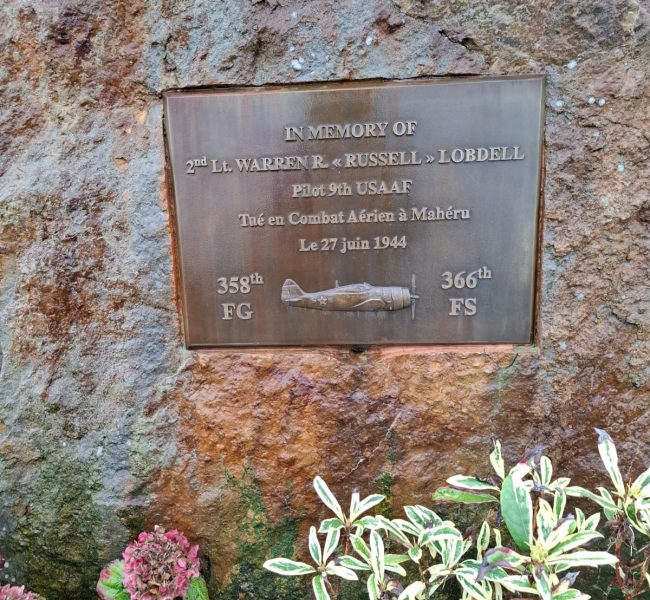 IN MEMORY OF
2nd Lt. WARREN R. « RUSSELL » LOBDELL
Pilot 9th USAAF
Tué en Combat Aérien à Mahéru
Le 27 juin 1944
358th 366th
FG FS